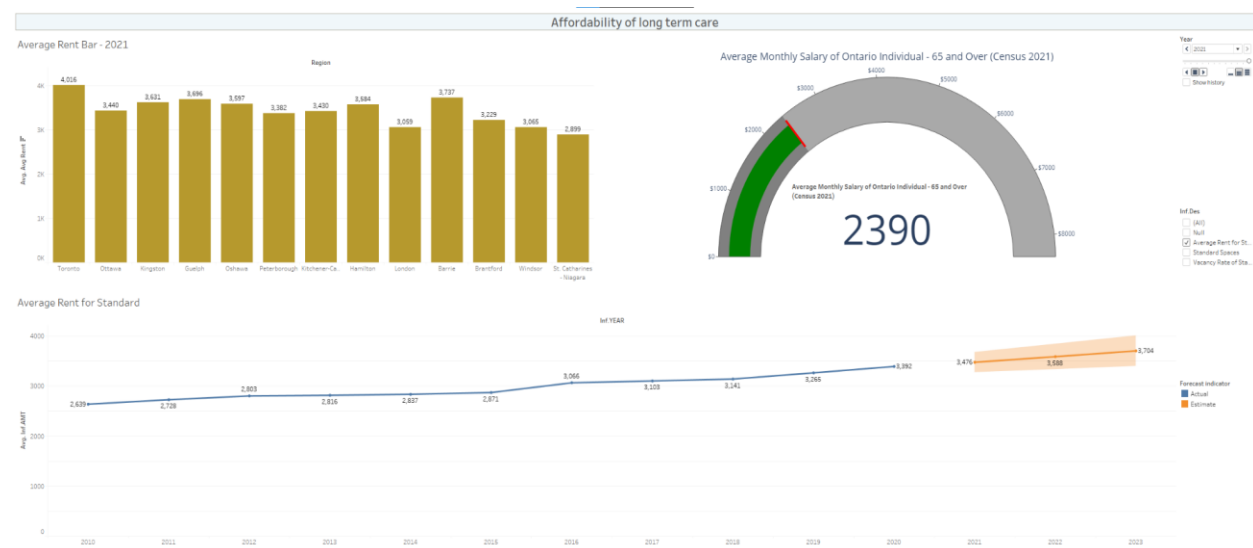 Affordability of long term care
Average Rent Bar - 2021
Region
Avg. Avg Rent
4K
3K
2K
1K
0K
4,016
3,440
3,631
3,696
3,597
3,382
3,430
3,584
3,059
3,737
3,229
3,065
2,899
Toronto
Ottawa
Kingston
Guelph
Oshawa
Peterborough
Kitchener-Ca..
Hamilton
London
Barrie
Brantford
Windsor
St. Catharines
- Niagara
Average Monthly Salary of Ontario Individual - 65 and Over (Census 2021)
$0
$1000
$2000
$3000
$4000
$5000
$6000
$7000
$8000
Average Monthly Salary of Ontario Individual - 65 and Over
(Census 2021)
2390
Year
2021
Show history
Inf.Des
(All)
Null
Average Rent for St...
Standard Spaces
Vacancy Rate of Sta...
Average Rent for Standard
Inf.YEAR
Avg. Inf.AMT
4000
3000
2000
1000
0
2,639
2,728
2,803
2,816
2,837
2,871
3,066
3,103
3,141
3,265
3,392
3,476
3,588
3,704
2010
2011
2012
2013
2014
2015
2016
2017
2018
2019
2020
2021
2022
2023
Forecast indicator
Actual
Estimate